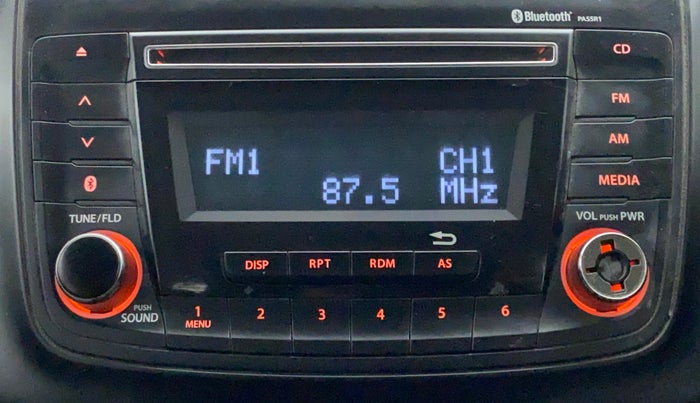 Bluetooth® PA5SR1
CD
FM
AM
MEDIA
FM1 CH1
87.5 MHz
TUNE/FLD
PUSH
SOUND
VOL PUSH PWR
DISP RPT RDM AS
1 MENU 2 3 4 5 6